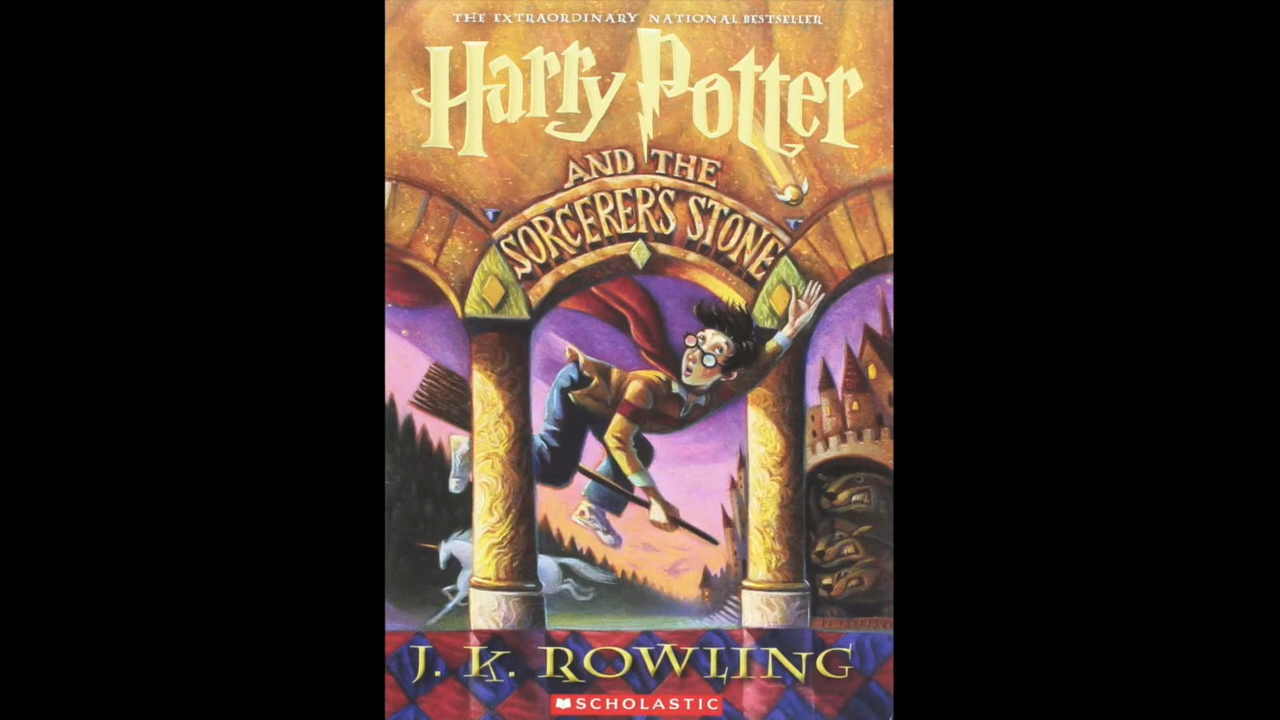 THE EXTRAORDINARY NATIONAL BESTSELLER
Harry Potter
AND THE
SORCERER'S STONE
J. K. ROWLING
SCHOLASTIC